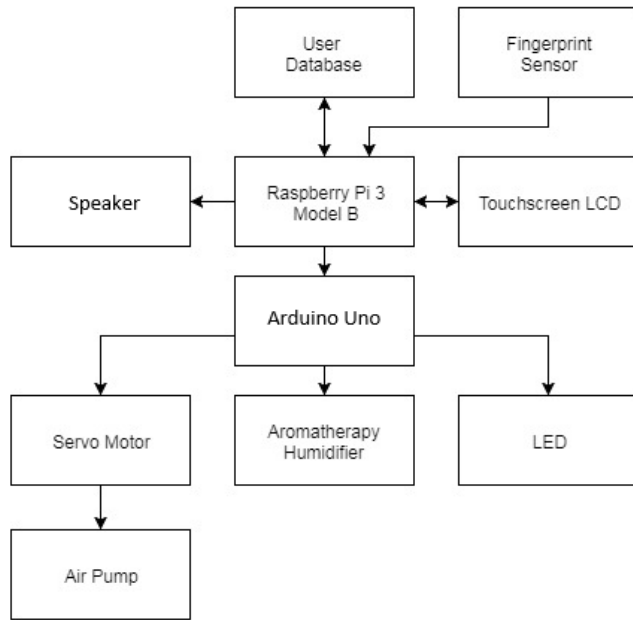 User
Database
Fingerprint
Sensor
Speaker
Raspberry Pi 3
Model B
Touchscreen LCD
Arduino Uno
Servo Motor
Aromatherapy
Humidifier
LED
Air Pump